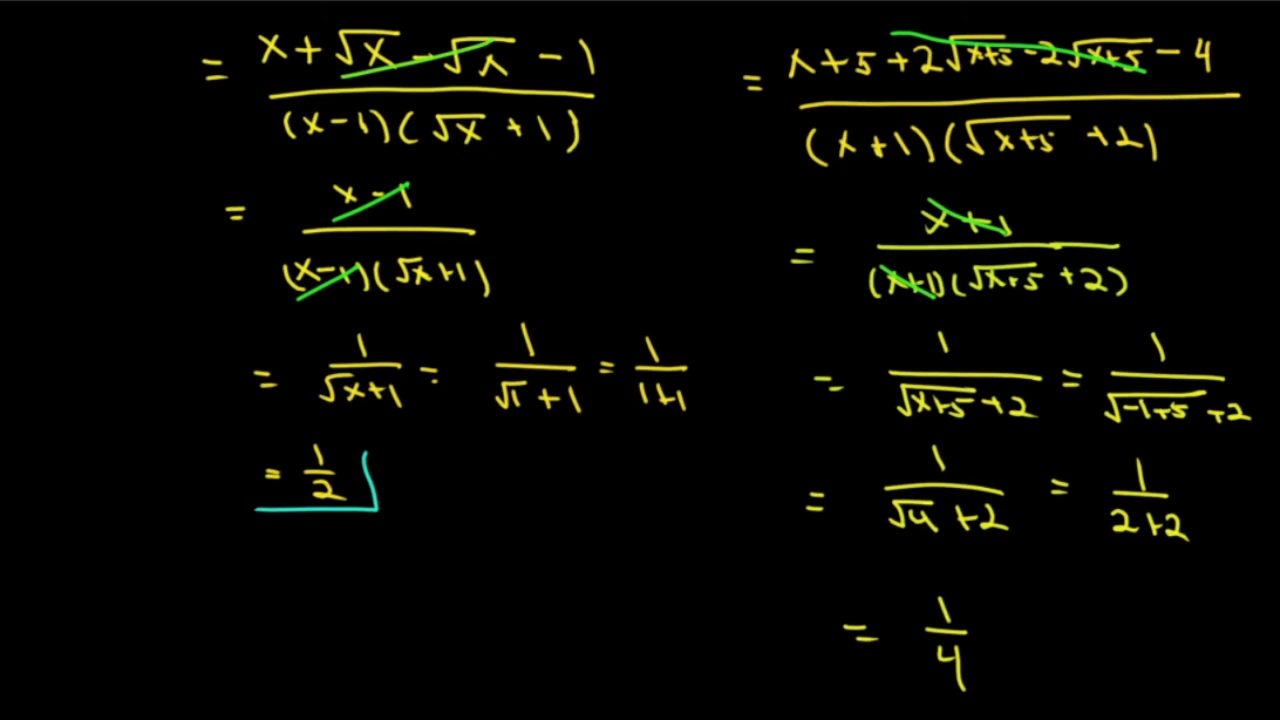 = (x + √x - √x - 1) / ((x-1)(√x + 1))
= (x - 1) / ((x-1)(√x+1))
= 1 / (√x+1) = 1 / (√1 + 1) = 1 / (1+1)
= 1/2
= (x + 5 + 2√(x+5) - 2√(x+5) - 4) / ((x+1)(√(x+5) + 2))
= (x + 1) / ((x+1)(√(x+5) + 2))
= 1 / (√(x+5) + 2) = 1 / (√(-1+5) + 2)
= 1 / (√4 + 2) = 1 / (2+2)
= 1/4